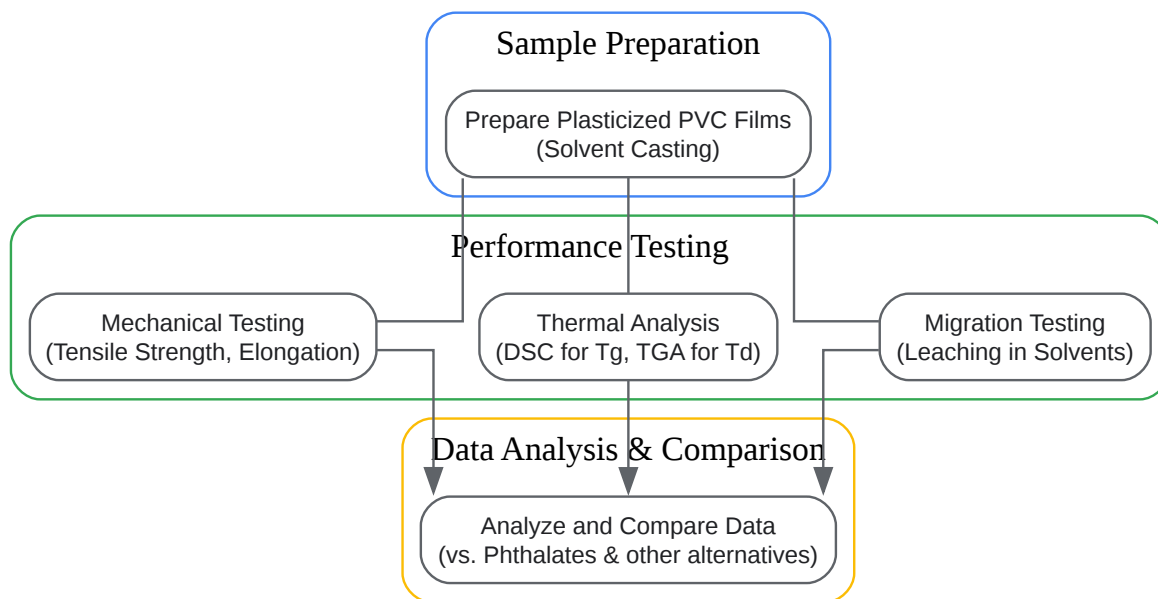 Sample Preparation
Prepare Plasticized PVC Films
(Solvent Casting)
Performance Testing
Mechanical Testing
(Tensile Strength, Elongation)
Thermal Analysis
(DSC for Tg, TGA for Td)
Migration Testing
(Leaching in Solvents)
Data Analysis & Comparison
Analyze and Compare Data
(vs. Phthalates & other alternatives)